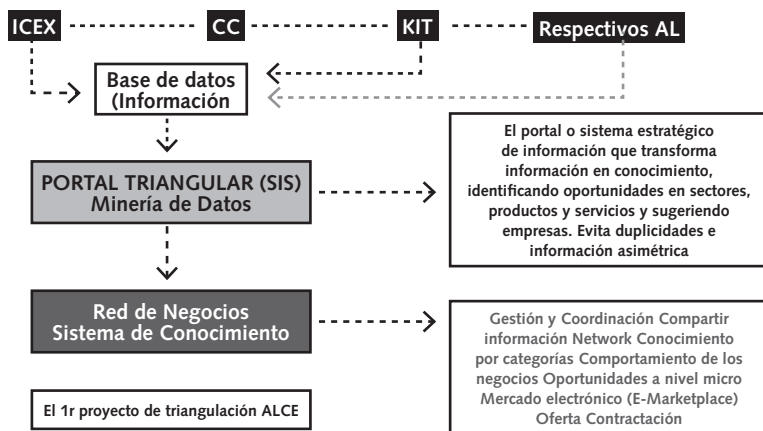 ICEX CC KIT Respectivos AL
Base de datos
(Información
El portal o sistema estratégico
de información que transforma
información en conocimiento,
identificando oportunidades en sectores,
productos y servicios y sugeriendo
empresas. Evita duplicidades e
información asimétrica
PORTAL TRIANGULAR (SIS)
Minería de Datos
Red de Negocios
Sistema de Conocimiento
Gestión y Coordinación Compartir
información Network Conocimiento
por categorías Comportamiento de los
negocios Oportunidades a nivel micro
Mercado electrónico (E-Marketplace)
Oferta Contractación
El 1r proyecto de triangulación ALCE